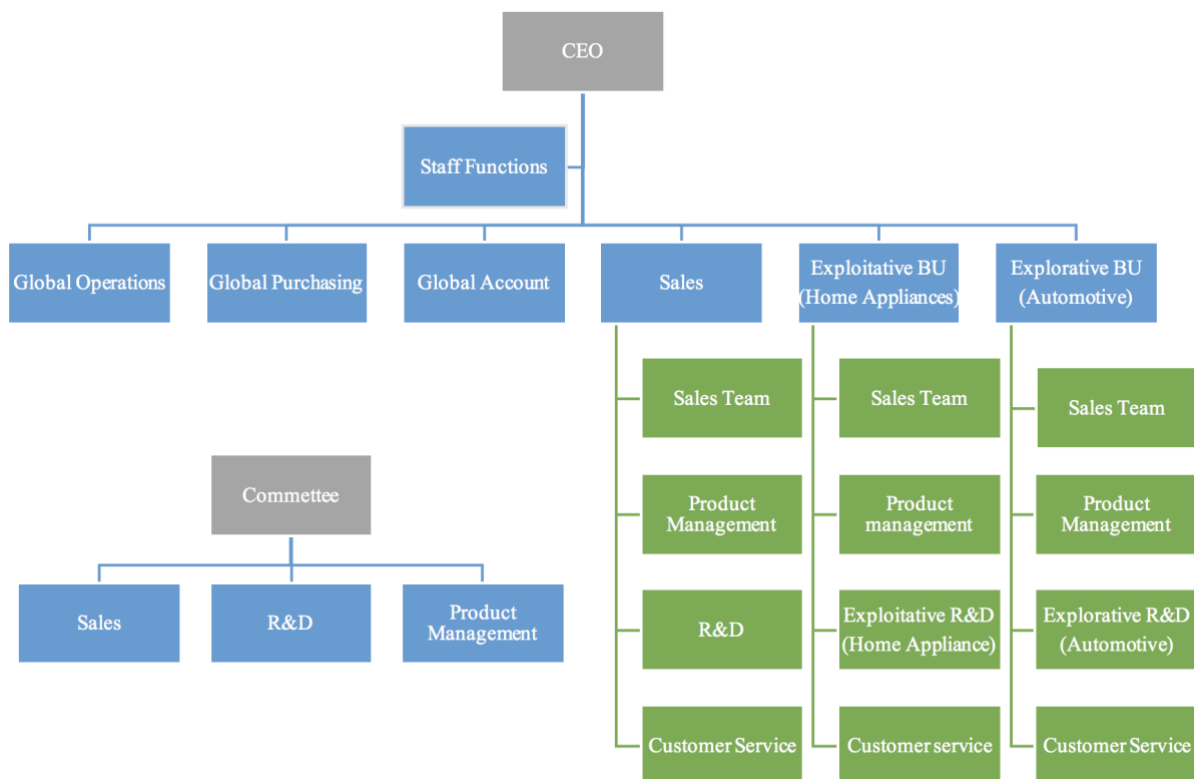 CEO
Staff Functions
Global Operations
Global Purchasing
Global Account
Sales
Exploitative BU
(Home Appliances)
Explorative BU
(Automotive)
Sales Team
Sales Team
Sales Team
Commettee
Product
Management
Product
management
Product
Management
Sales
R&D
Product
Management
R&D
Exploitative R&D
(Home Appliance)
Explorative R&D
(Automotive)
Customer Service
Customer service
Customer Service